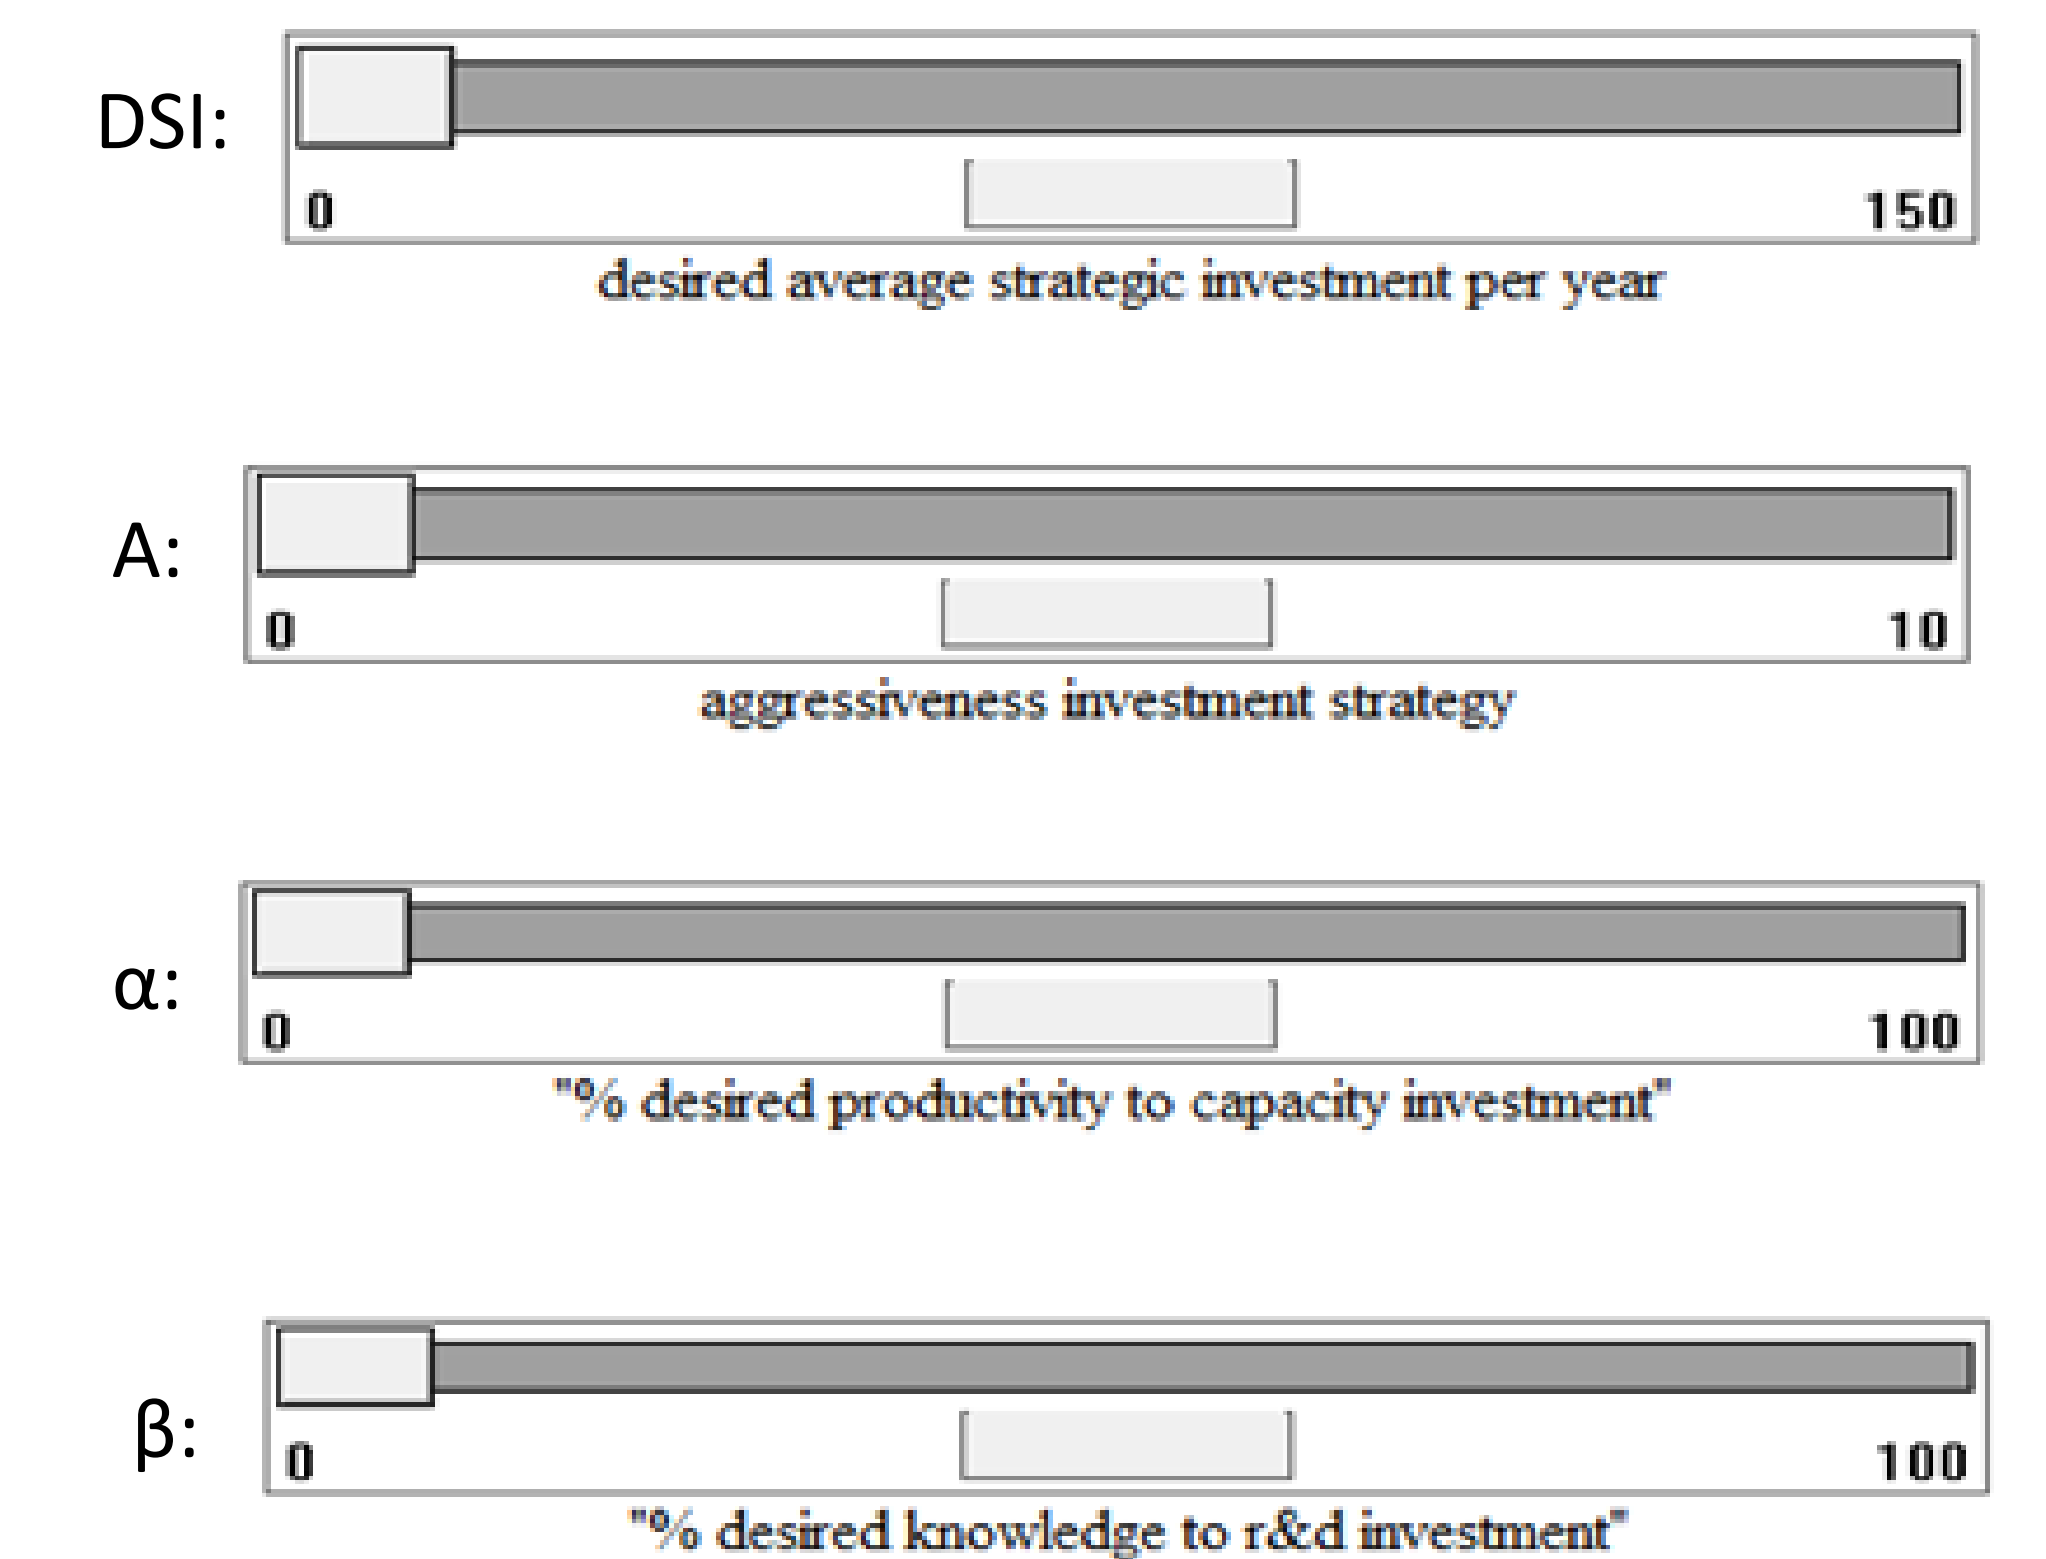 DSI:
0 150
desired average strategic investment per year
A:
0 10
aggressiveness investment strategy
α:
0 100
"% desired productivity to capacity investment"
β:
0 100
"% desired knowledge to r&d investment"